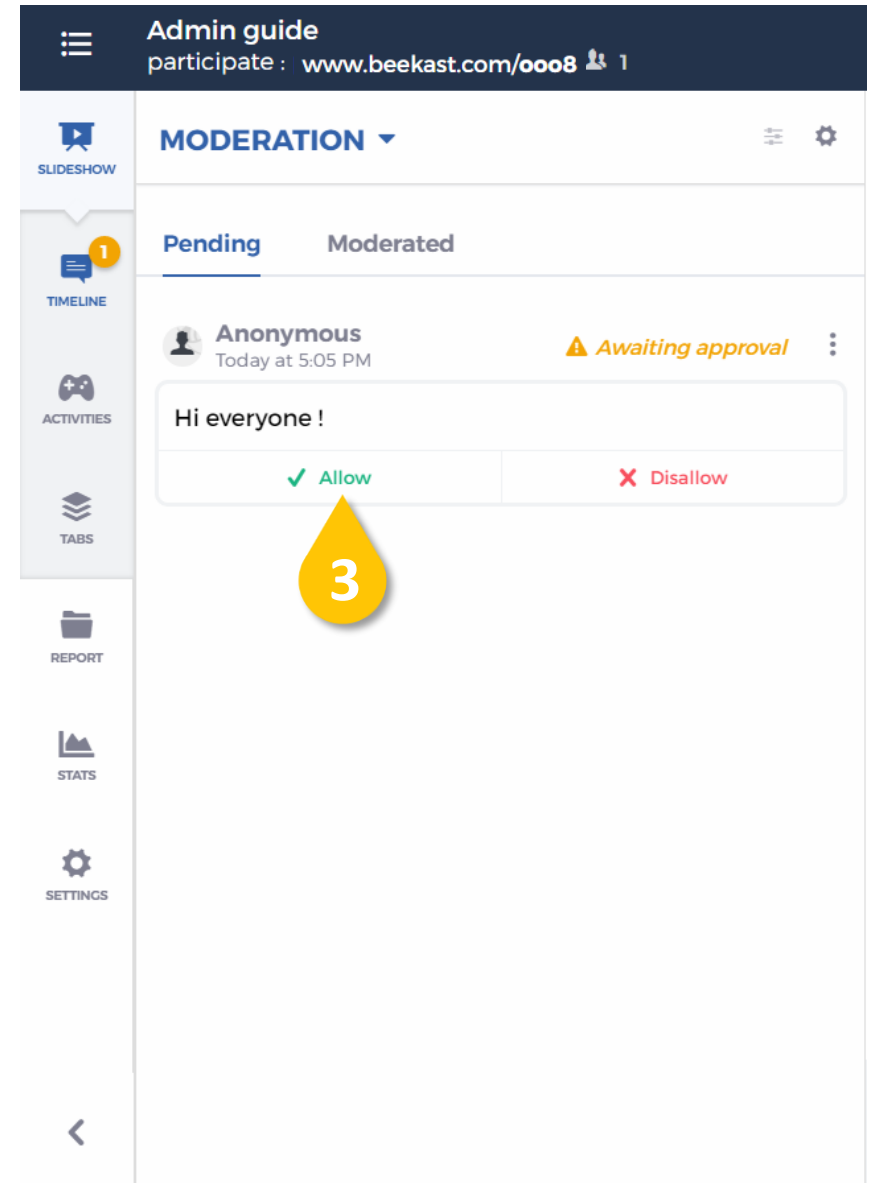 Admin guide
participate : www.beekast.com/ooo8 1
SLIDESHOW
MODERATION
1
TIMELINE
Pending Moderated
Anonymous
Today at 5:05 PM
Awaiting approval
Hi everyone !
Allow Disallow
3
ACTIVITIES
TABS
REPORT
STATS
SETTINGS